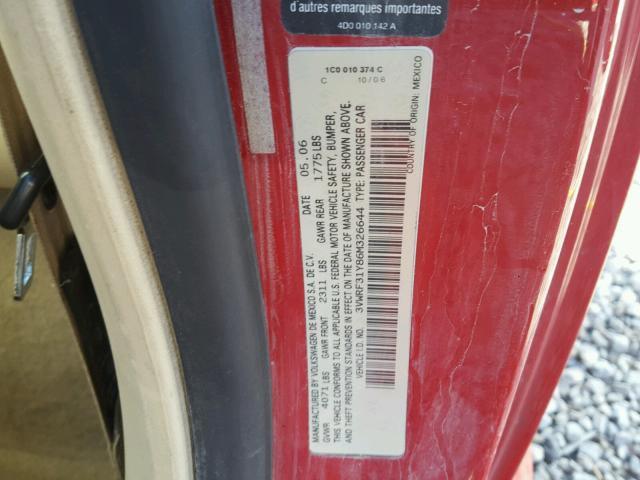 d'autres remarques importantes
4D0 010 142 A
1C0 010 374 C
C 10/06
MANUFACTURED BY VOLKSWAGEN DE MEXICO S.A. DE C.V. DATE 05.06
GVWR 4071 LBS GAWR FRONT 2311 LBS GAWR REAR 1775 LBS
THIS VEHICLE CONFORMS TO ALL APPLICABLE U.S. FEDERAL MOTOR VEHICLE SAFETY, BUMPER,
AND THEFT PREVENTION STANDARDS IN EFFECT ON THE DATE OF MANUFACTURE SHOWN ABOVE.
VEHICLE I.D. NO. 3VWRF31Y86M326644 TYPE: PASSENGER CAR
COUNTRY OF ORIGIN: MEXICO